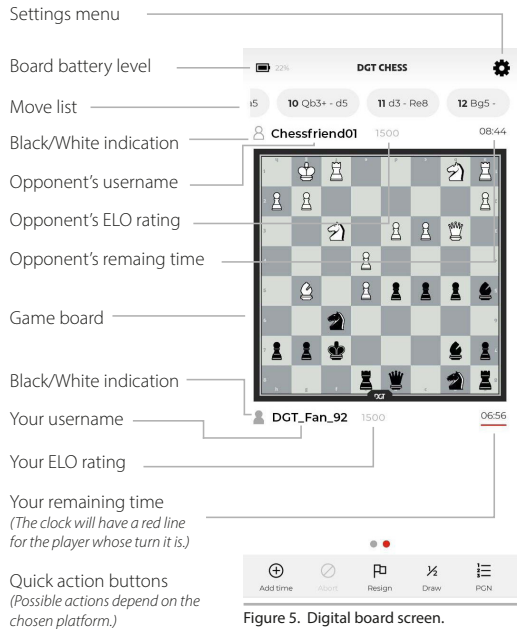 Settings menu
Board battery level
22%
DGT CHESS
Move list
a5
10 Qb3+ - d5
11 d3 - Re8
12 Bg5 -
Black/White indication
Chessfriend01
1500
08:44
Opponent's username
Opponent's ELO rating
Opponent's remaing time
Game board
DGT
Black/White indication
Your username
DGT_Fan_92
1500
06:56
Your ELO rating
Your remaining time
(The clock will have a red line
for the player whose turn it is.)
Quick action buttons
(Possible actions depend on the
chosen platform.)
½
Add time
Abort
Resign
Draw
PGN
Figure 5. Digital board screen.